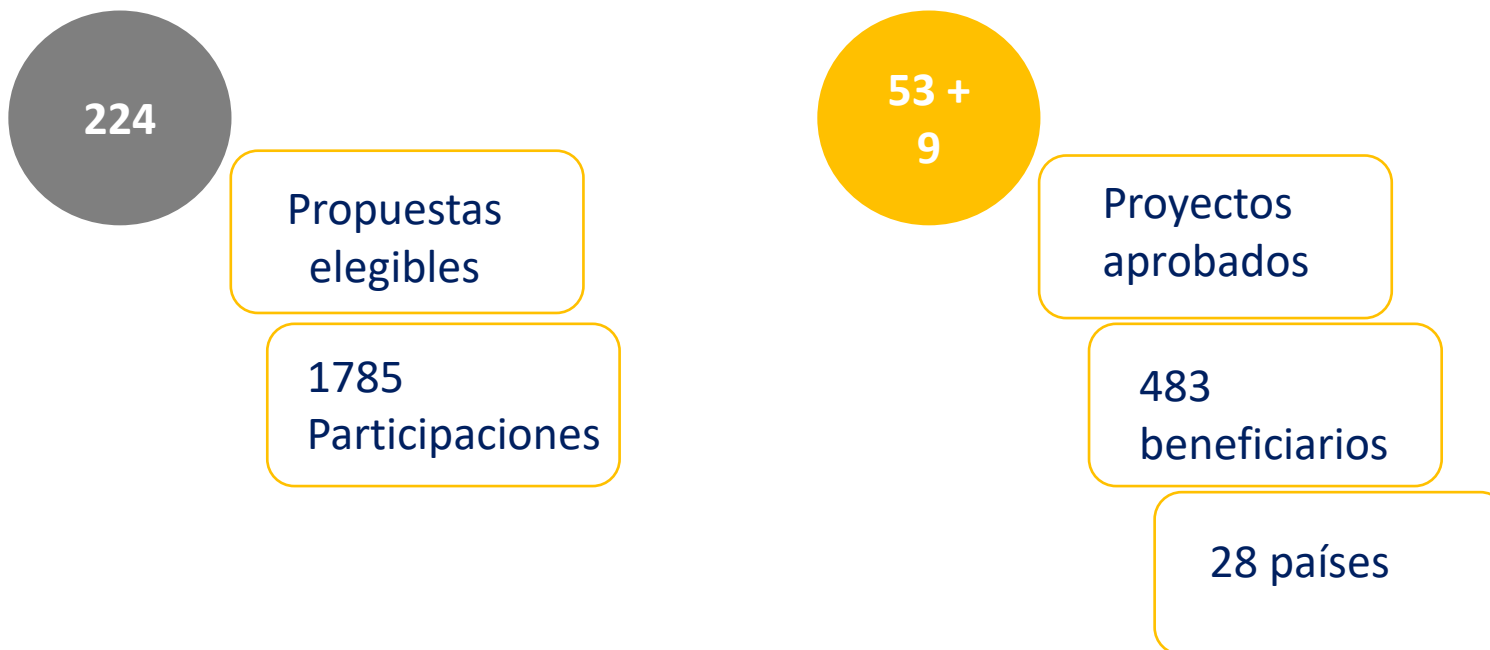 224
Propuestas
elegibles
1785
Participaciones
53 +
9
Proyectos
aprobados
483
beneficiarios
28 países